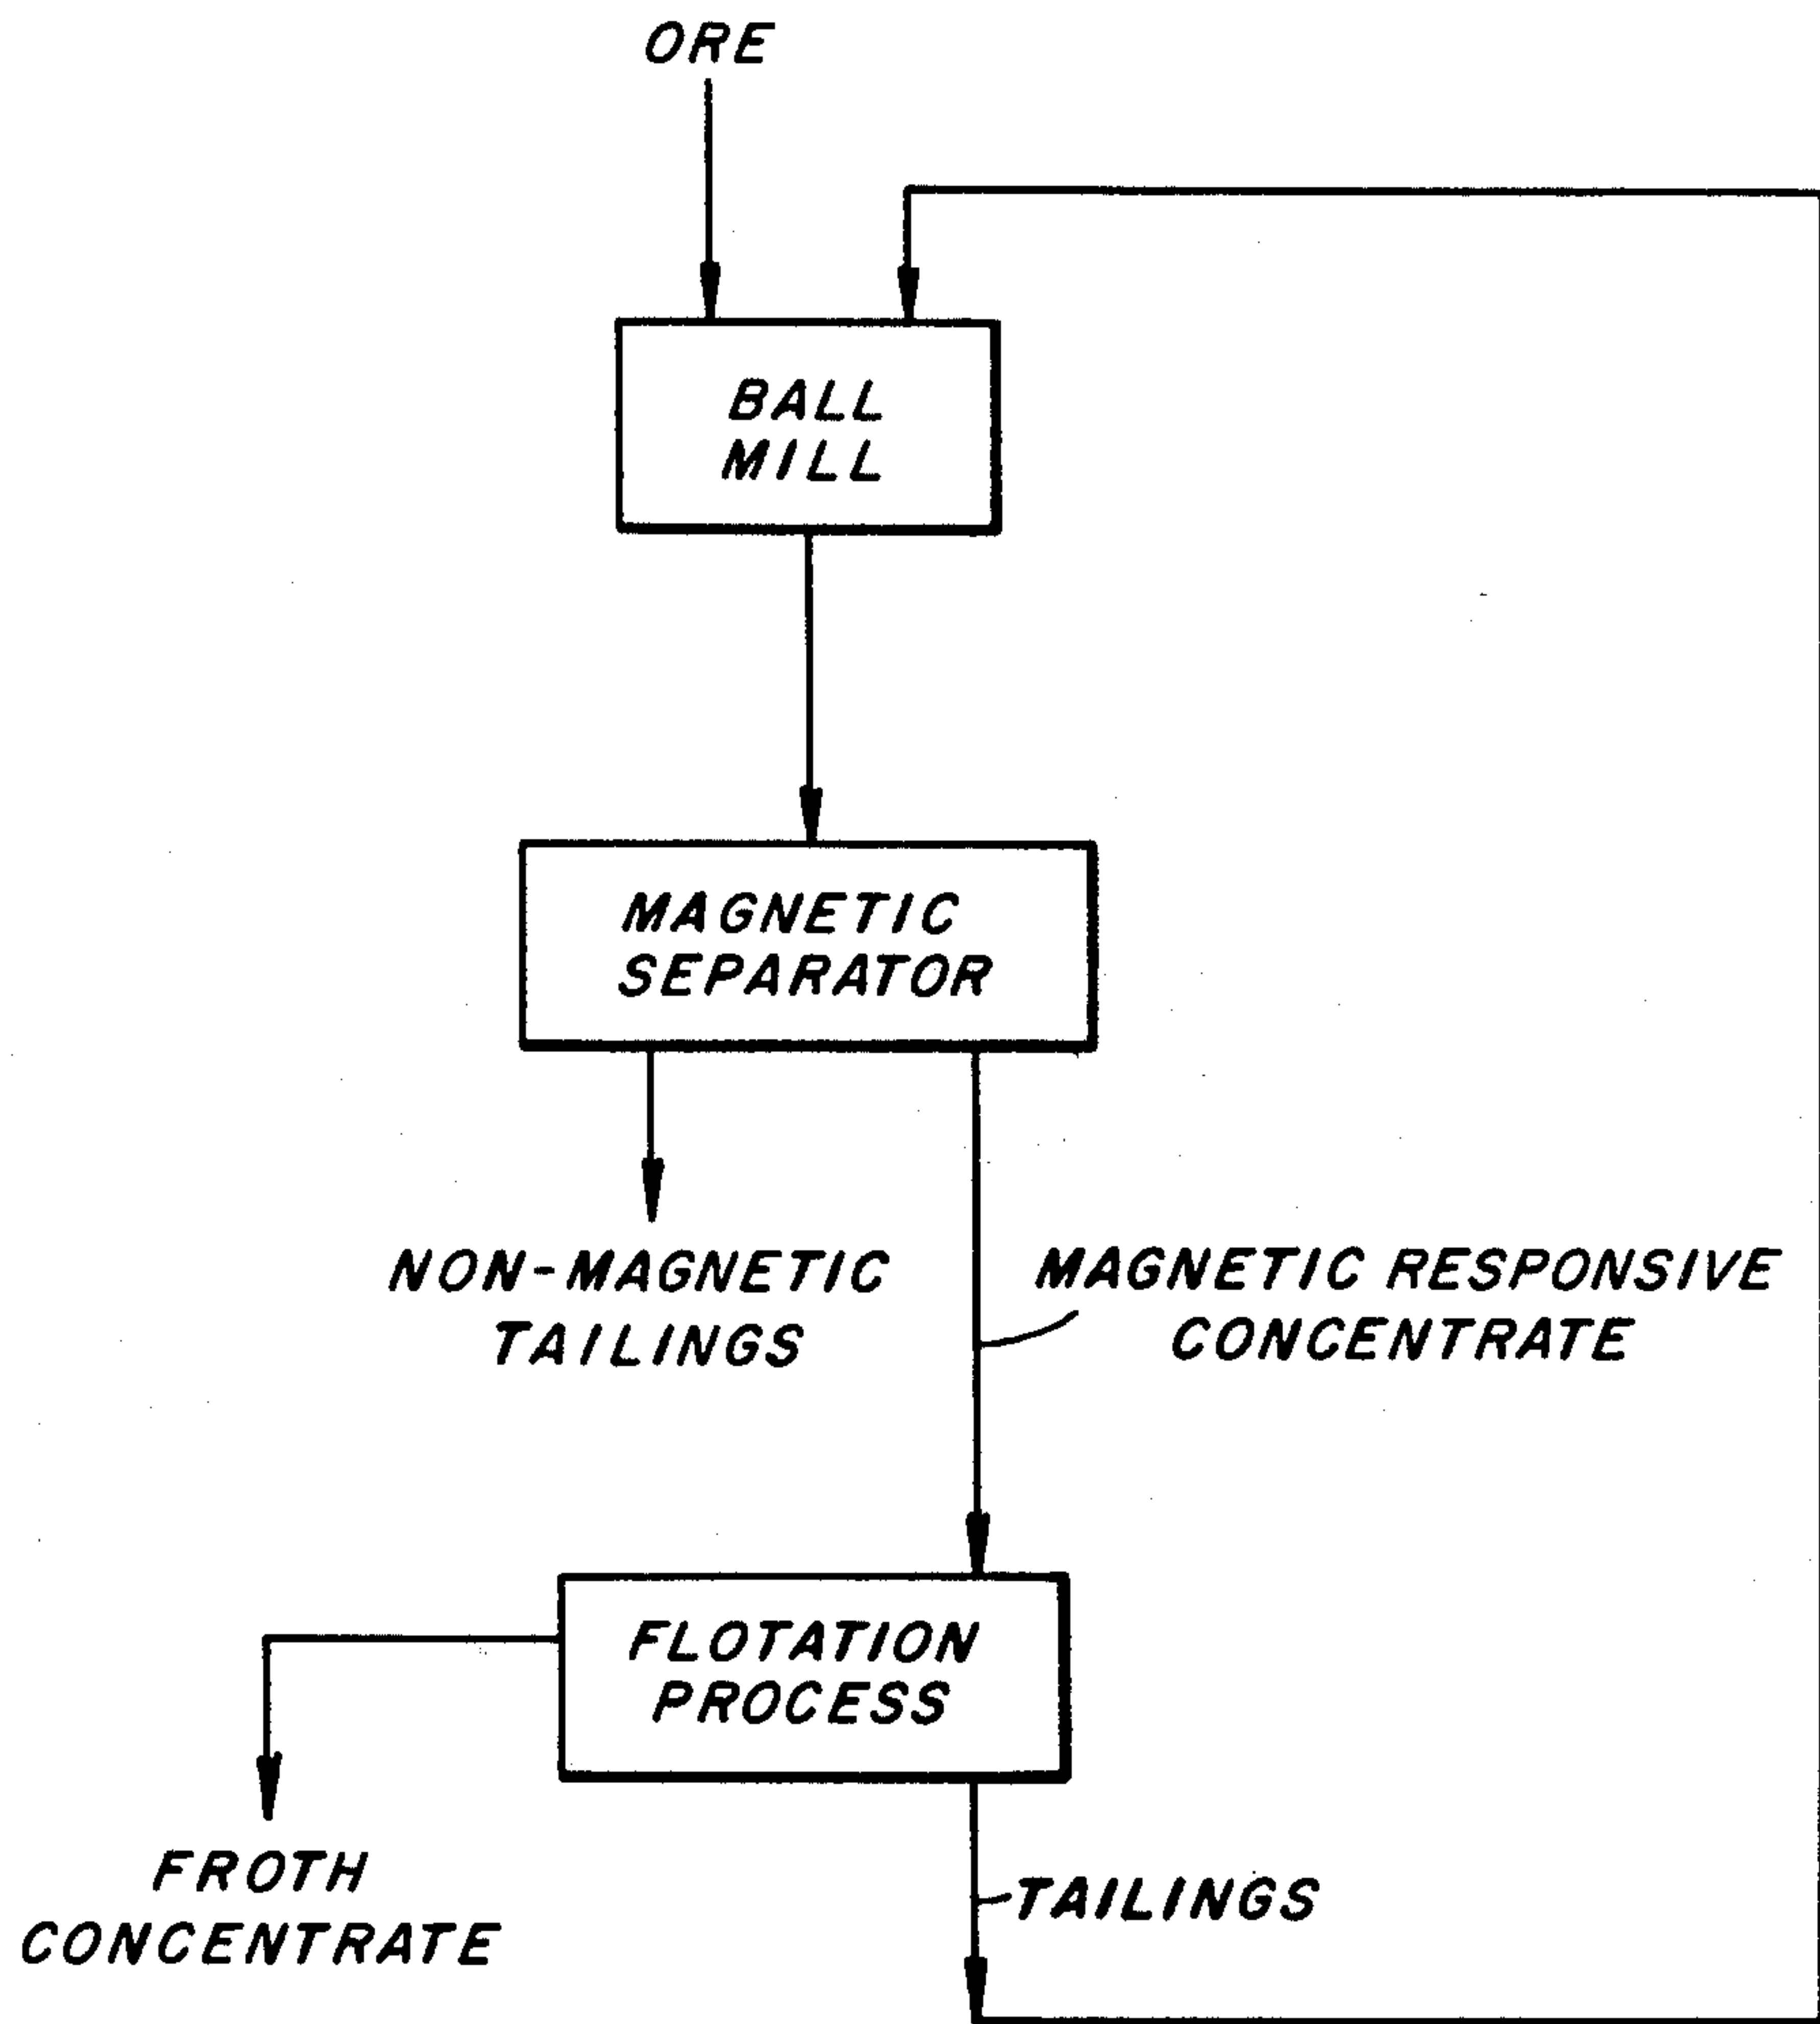 ORE
BALL
MILL
MAGNETIC
SEPARATOR
NON-MAGNETIC
TAILINGS
MAGNETIC RESPONSIVE
CONCENTRATE
FLOTATION
PROCESS
FROTH
CONCENTRATE
TAILINGS